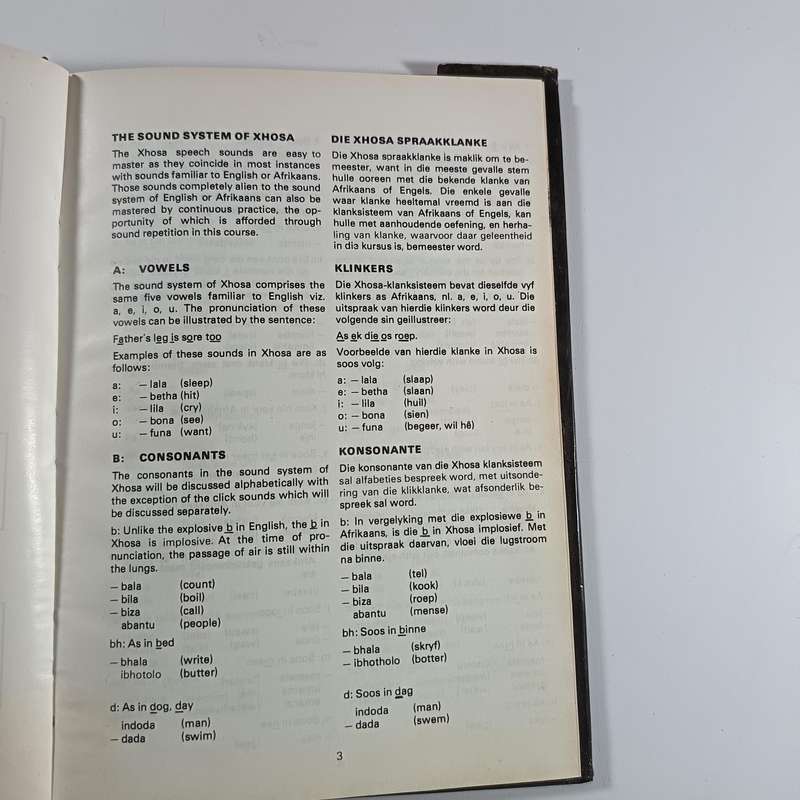 THE SOUND SYSTEM OF XHOSA
The Xhosa speech sounds are easy to
master as they coincide in most instances
with sounds familiar to English or Afrikaans.
Those sounds completely alien to the sound
system of English or Afrikaans can also be
mastered by continuous practice, the op-
portunity of which is afforded through
sound repetition in this course.
A: VOWELS
The sound system of Xhosa comprises the
same five vowels familiar to English viz.
a, e, i, o, u. The pronunciation of these
vowels can be illustrated by the sentence:
Father's leg is sore too
Examples of these sounds in Xhosa are as
follows:
a: – lala (sleep)
e: – betha (hit)
i: – lila (cry)
o: – bona (see)
u: – funa (want)
B: CONSONANTS
The consonants in the sound system of
Xhosa will be discussed alphabetically with
the exception of the click sounds which will
be discussed separately.
b: Unlike the explosive b in English, the b in
Xhosa is implosive. At the time of pro-
nunciation, the passage of air is still within
the lungs.
– bala (count)
– bila (boil)
– biza (call)
abantu (people)
bh: As in bed
– bhala (write)
ibhotolo (butter)
d: As in dog, day
indoda (man)
– dada (swim)
DIE XHOSA SPRAAKKLANKE
Die Xhosa spraakklanke is maklik om te be-
meester, want in die meeste gevalle stem
hulle ooreen met die bekende klanke van
Afrikaans of Engels. Die enkele gevalle
waar klanke heeltemal vreemd is aan die
klanksisteem van Afrikaans of Engels, kan
hulle met aanhoudende oefening, en herha-
ling van klanke, waarvoor daar geleentheid
in dia kursus is, bemeester word.
KLINKERS
Die Xhosa-klanksisteem bevat dieselfde vyf
klinkers as Afrikaans, nl. a, e, i, o, u. Die
uitspraak van hierdie klinkers word deur die
volgende sin geillustreer:
As ek die os roep.
Voorbeelde van hierdie klanke in Xhosa is
soos volg:
a: – lala (slaap)
e: – betha (slaan)
i: – lila (huil)
o: – bona (sien)
u: – funa (begeer, wil hê)
KONSONANTE
Die konsonante van die Xhosa klanksisteem
sal alfabeties bespreek word, met uitsonde-
ring van die klikklanke, wat afsonderlik be-
spreek sal word.
b: In vergelyking met die explosiewe b in
Afrikaans, is die b in Xhosa implosief. Met
die uitspraak daarvan, vloei die lugstroom
na binne.
– bala (tel)
– bila (kook)
– biza (roep)
abantu (mense)
bh: Soos in binne
– bhala (skryf)
– ibhotholo (botter)
d: Soos in dag
indoda (man)
– dada (swem)
3